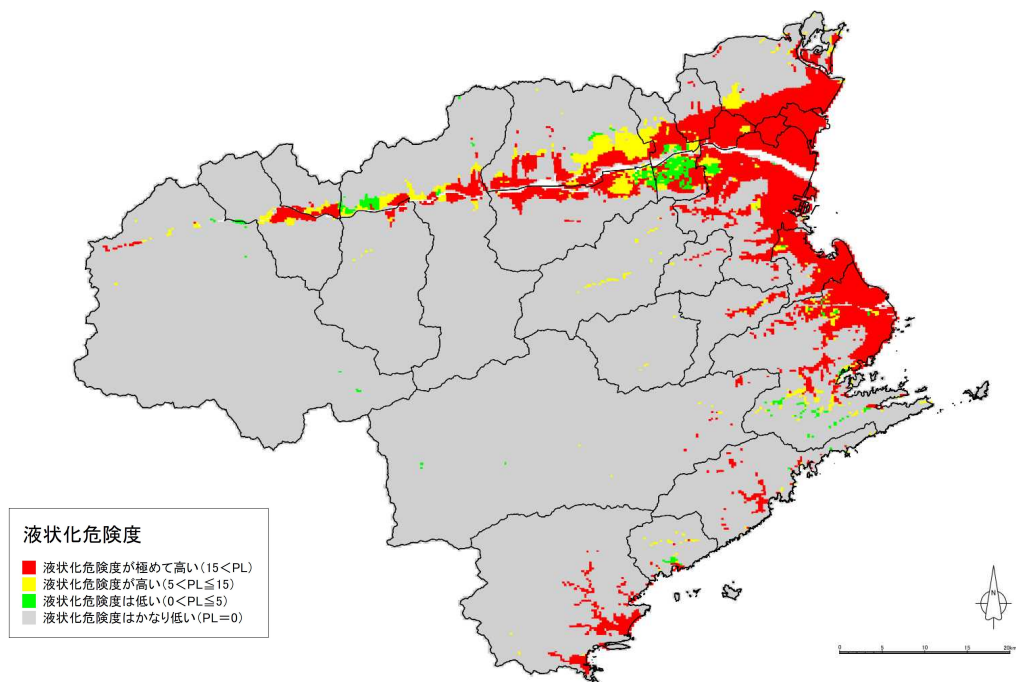 液状化危険度
液状化危険度が極めて高い(15<PL)
液状化危険度が高い(5<PL≦15)
液状化危険度は低い(0<PL≦5)
液状化危険度はかなり低い(PL=0)
N
0 5 10 15 20km